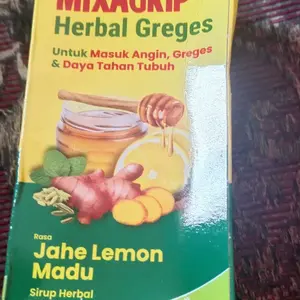 MIXAGRIP
Herbal Greges
Untuk Masuk Angin, Greges
& Daya Tahan Tubuh
Rasa
Jahe Lemon
Madu
Sirup Herbal